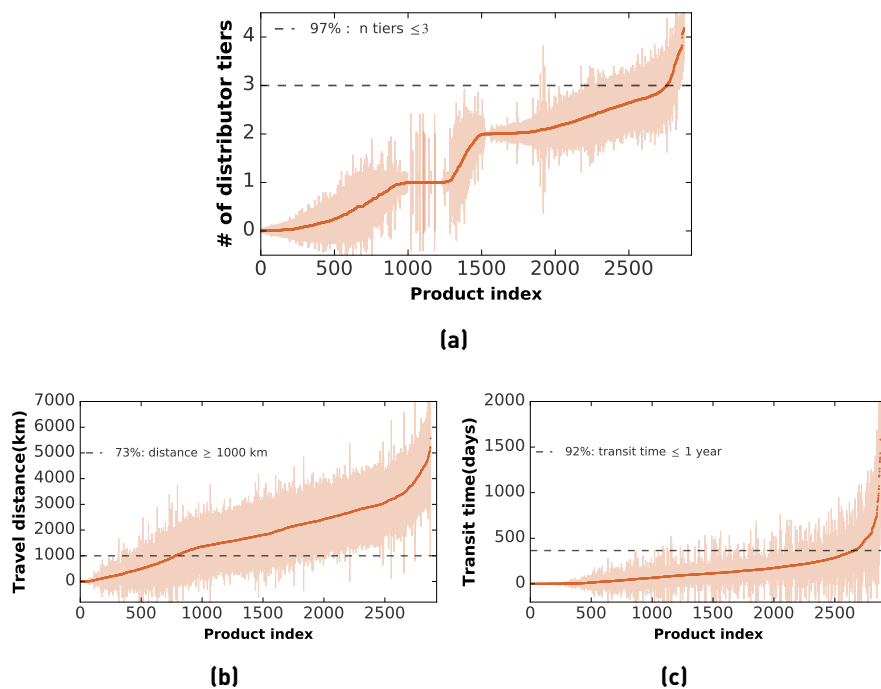 4
3
2
1
0
# of distributor tiers
97% : n tiers ≤3
0 500 1000 1500 2000 2500
Product index
(a)
7000
6000
5000
4000
3000
2000
1000
0
Travel distance(km)
73%: distance ≥ 1000 km
0 500 1000 1500 2000 2500
Product index
(b)
2000
1500
1000
500
0
Transit time(days)
92%: transit time ≤ 1 year
0 500 1000 1500 2000 2500
Product index
(c)